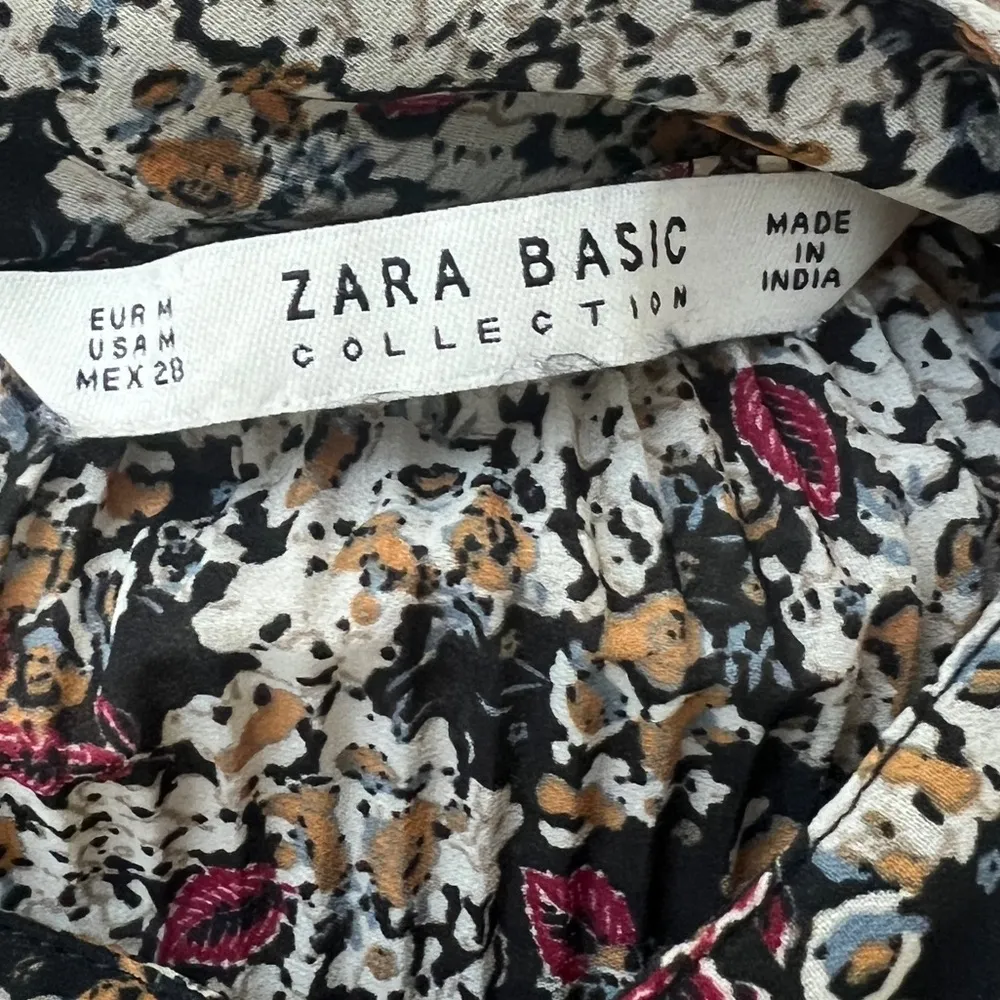 EUR M
USA M
MEX 28
ZARA BASIC
COLLECTION
MADE
IN
INDIA